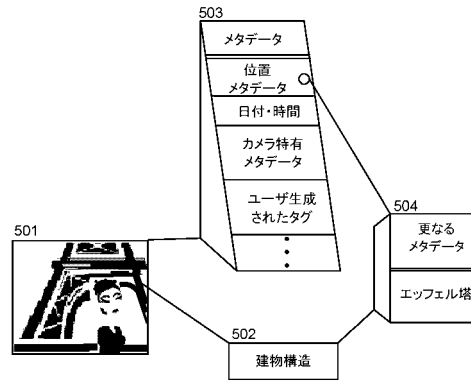 503
メタデータ
位置
メタデータ
日付・時間
カメラ特有
メタデータ
ユーザ生成
されたタグ
501
504
更なる
メタデータ
エッフェル塔
502
建物構造